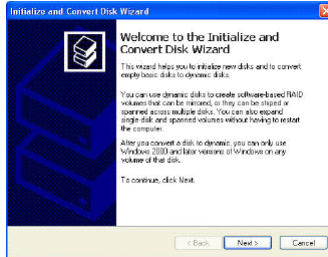 Initialize and Convert Disk Wizard
Welcome to the Initialize and
Convert Disk Wizard
This wizard helps you to initialize new disks and to convert
empty basic disks to dynamic disks.
You can use dynamic disks to create software-based RAID
volumes that can be mirrored, or they can be striped or
spanned across multiple disks. You can also expand
single-disk and spanned volumes without having to restart
the computer.
After you convert a disk to dynamic, you can only use
Windows 2000 and later versions of Windows on any
volume of that disk.
To continue, click Next.
< Back
Next >
Cancel